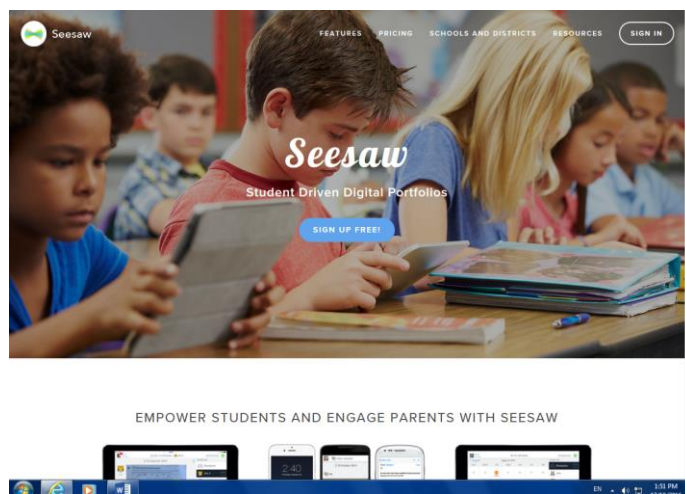 Seesaw
FEATURES PRICING SCHOOLS AND DISTRICTS RESOURCES SIGN IN
Seesaw
Student Driven Digital Portfolios
SIGN UP FREE!
EMPOWER STUDENTS AND ENGAGE PARENTS WITH SEESAW
2:40
EN
1:51 PM